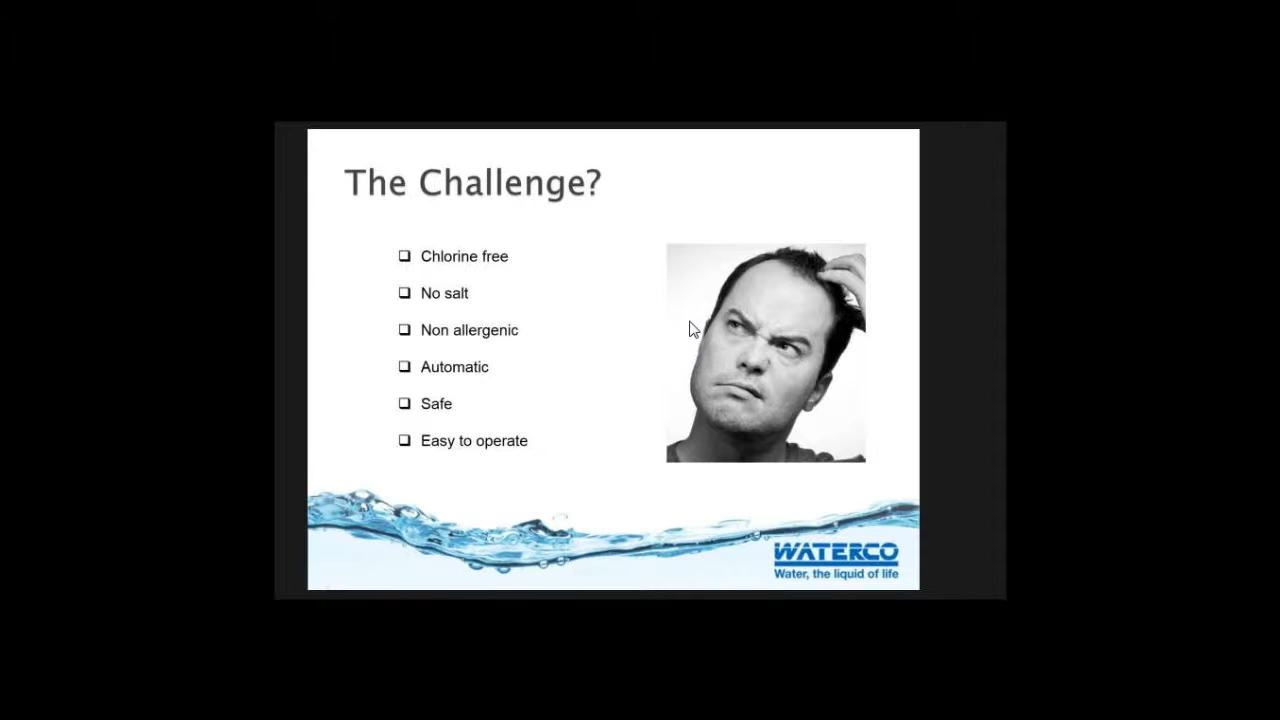 The Challenge?
Chlorine free
No salt
Non allergenic
Automatic
Safe
Easy to operate
WATERCO
Water, the liquid of life